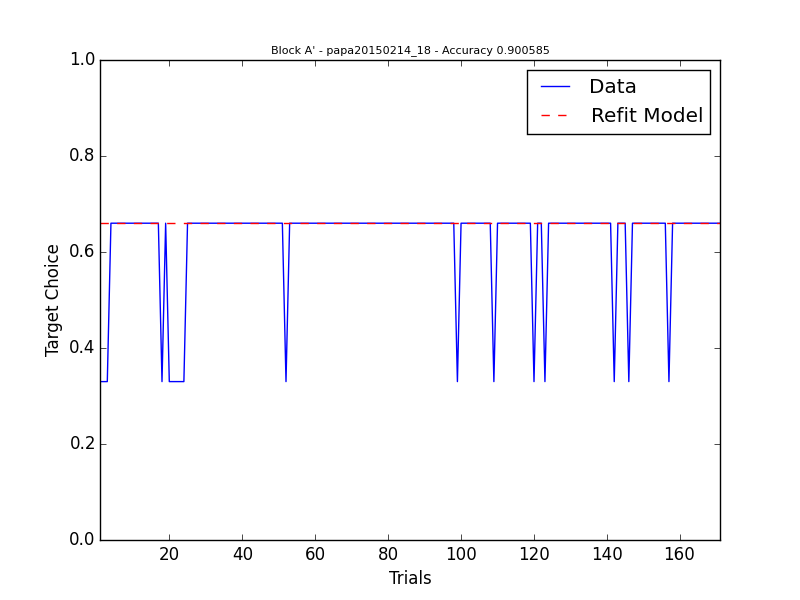 Block A' - papa20150214_18 - Accuracy 0.900585
1.0
0.8
0.6
0.4
0.2
0.0
Target Choice
Data
Refit Model
20 40 60 80 100 120 140 160
Trials